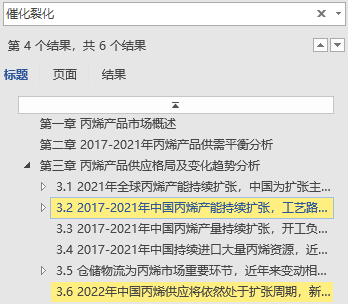 催化裂化
第 4 个结果，共 6 个结果
标题 页面 结果
第一章 丙烯产品市场概述
第二章 2017-2021年丙烯产品供需平衡分析
第三章 丙烯产品供应格局及变化趋势分析
3.1 2021年全球丙烯产能持续扩张，中国为扩张主...
3.2 2017-2021年中国丙烯产能持续扩张，工艺路...
3.3 2017-2021年中国丙烯产量持续扩张，开工负...
3.4 2017-2021年中国持续进口大量丙烯资源，近...
3.5 仓储物流为丙烯市场重要环节，近年来变动相...
3.6 2022年中国丙烯供应将依然处于扩张周期，新...